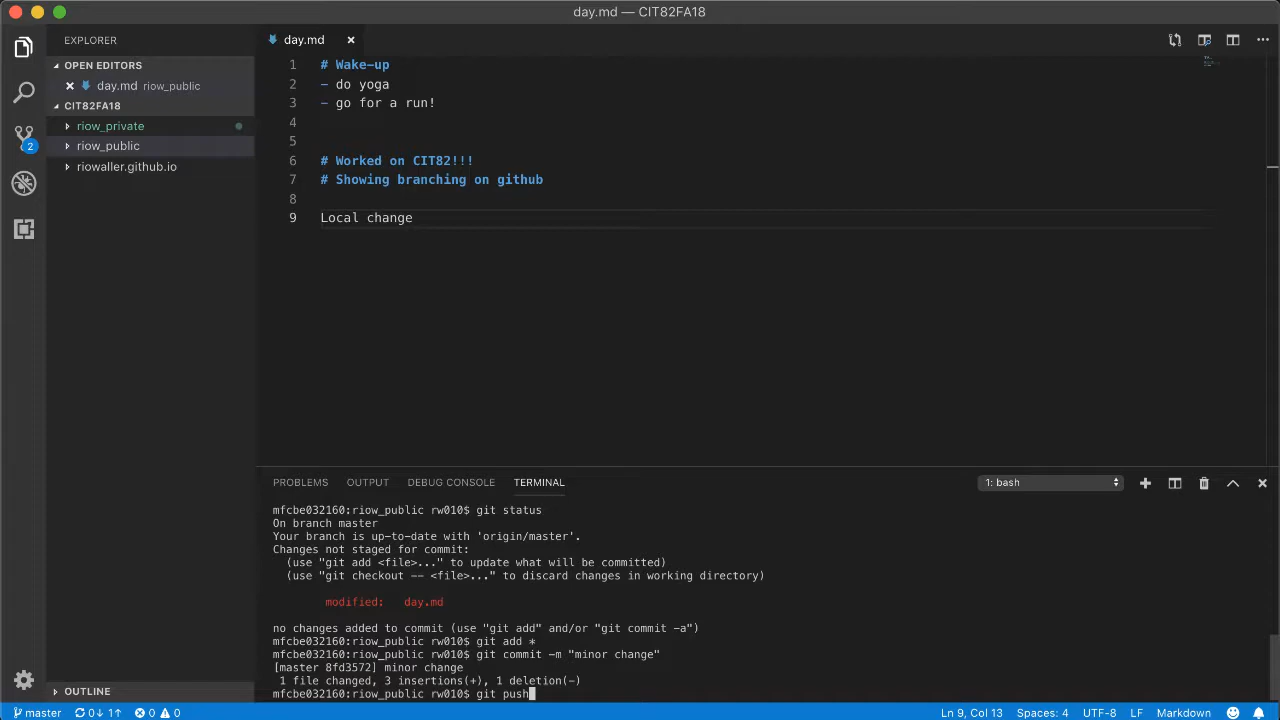 day.md — CIT82FA18
EXPLORER
OPEN EDITORS
day.md riow_public
CIT82FA18
riow_private
riow_public
riowaller.github.io
2
OUTLINE
day.md
1 # Wake-up
2 - do yoga
3 - go for a run!
4
5
6 # Worked on CIT82!!!
7 # Showing branching on github
8
9 Local change
PROBLEMS OUTPUT DEBUG CONSOLE TERMINAL 1: bash
mfcbe032160:riow_public rw010$ git status
On branch master
Your branch is up-to-date with 'origin/master'.
Changes not staged for commit:
(use "git add <file>..." to update what will be committed)
(use "git checkout -- <file>..." to discard changes in working directory)
modified: day.md
no changes added to commit (use "git add" and/or "git commit -a")
mfcbe032160:riow_public rw010$ git add *
mfcbe032160:riow_public rw010$ git commit -m "minor change"
[master 8fd3572] minor change
1 file changed, 3 insertions(+), 1 deletion(-)
mfcbe032160:riow_public rw010$ git push
master 0↓ 1↑ 0 0 Ln 9, Col 13 Spaces: 4 UTF-8 LF Markdown